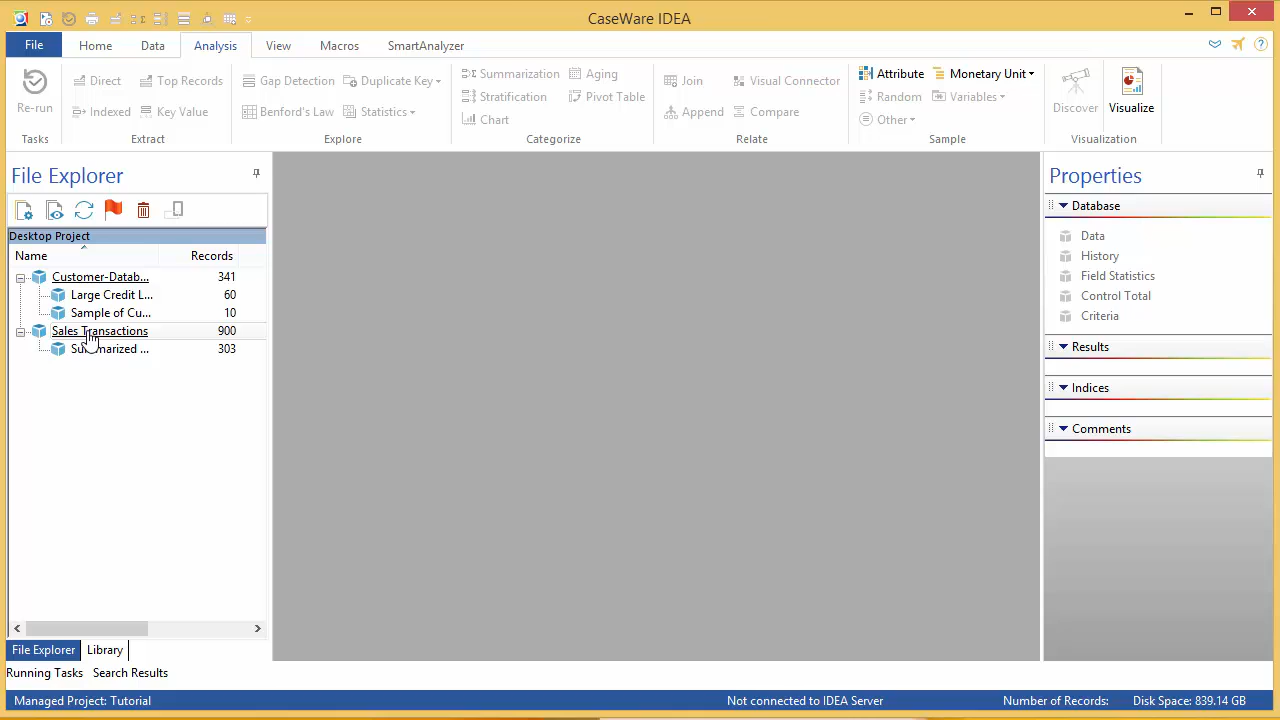 CaseWare IDEA
File Home Data Analysis View Macros SmartAnalyzer
Re-run
Tasks
Direct Top Records
Indexed Key Value
Extract
Gap Detection Duplicate Key
Benford's Law Statistics
Explore
Summarization Aging
Stratification Pivot Table
Chart
Categorize
Join Visual Connector
Append Compare
Relate
Attribute Monetary Unit
Random Variables
Other
Sample
Discover Visualize
Visualization
File Explorer
Desktop Project
Name Records
Customer-Datab... 341
Large Credit L... 60
Sample of Cu... 10
Sales Transactions 900
Summarized ... 303
File Explorer Library
Running Tasks Search Results
Properties
Database
Data
History
Field Statistics
Control Total
Criteria
Results
Indices
Comments
Managed Project: Tutorial Not connected to IDEA Server Number of Records: Disk Space: 839.14 GB